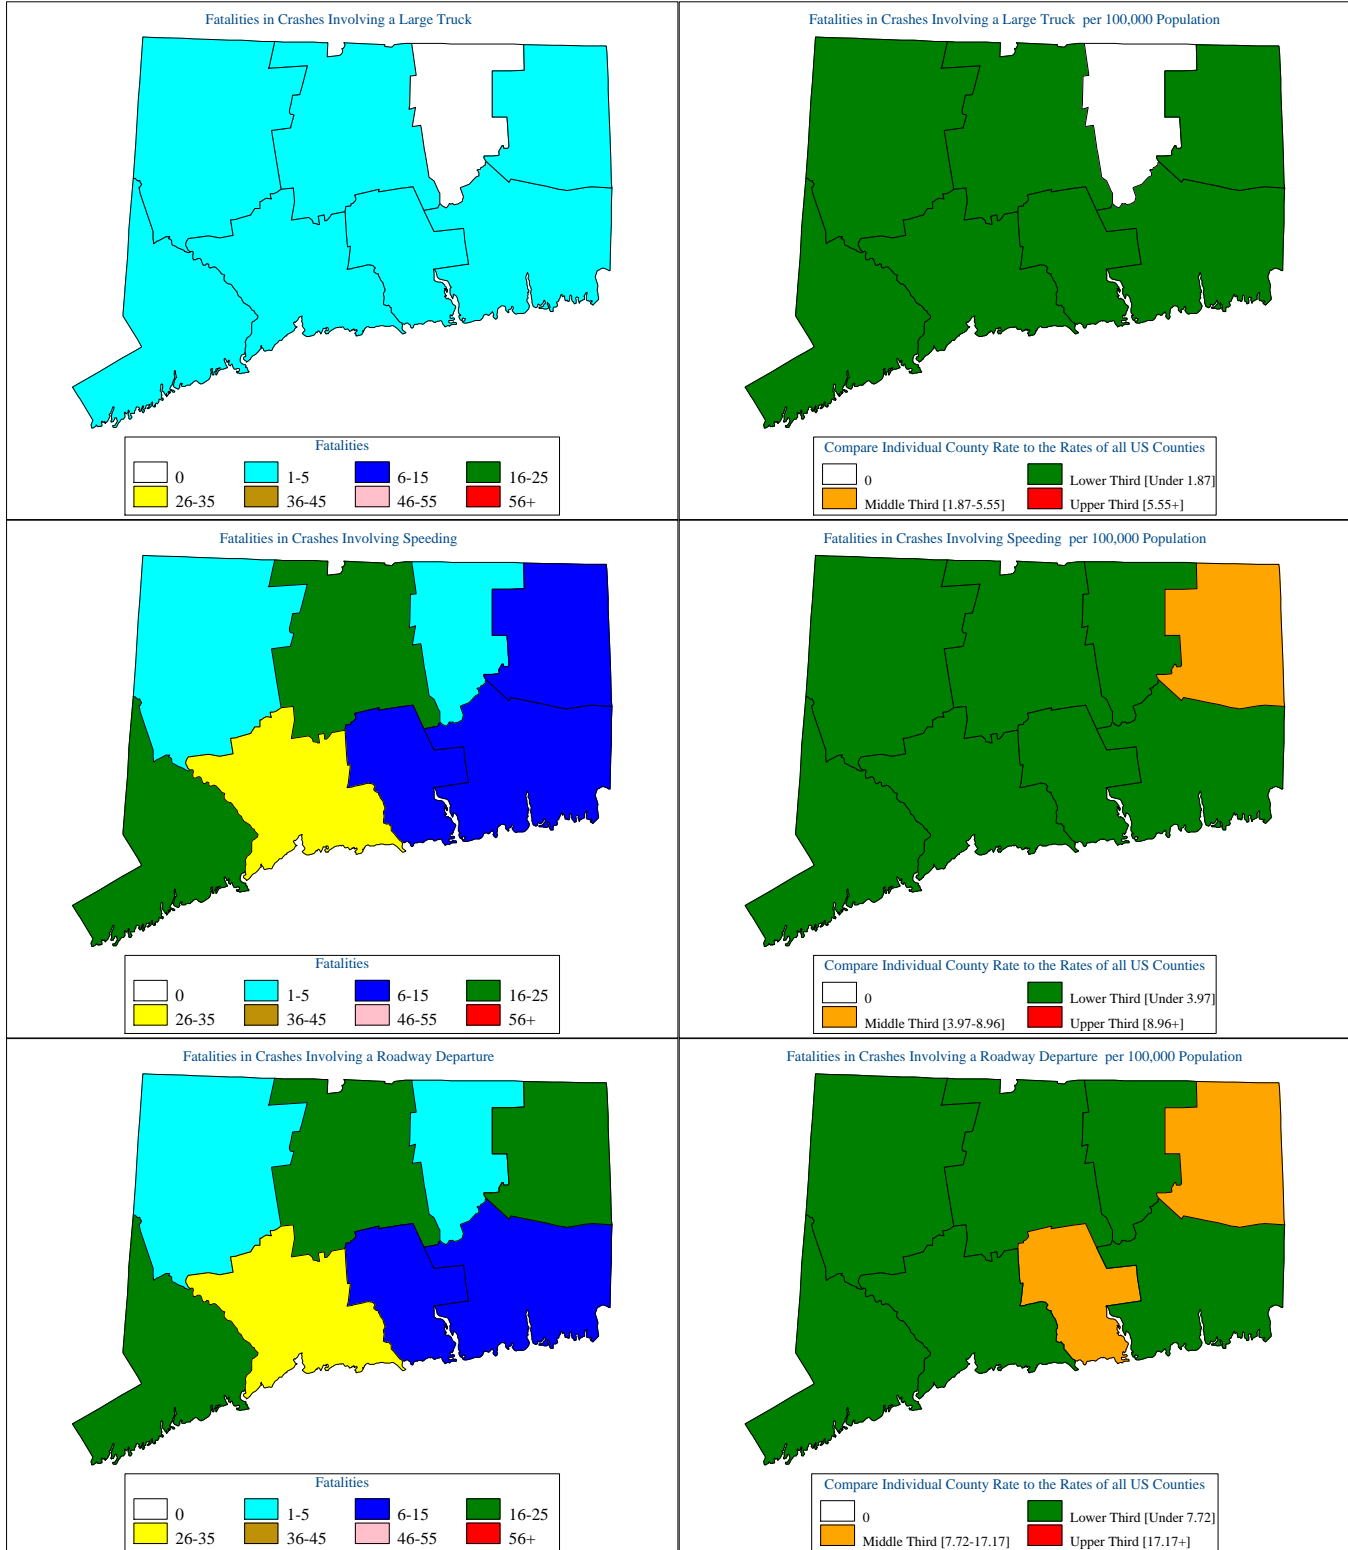 Fatalities in Crashes Involving a Large Truck
Fatalities
0
1-5
6-15
16-25
26-35
36-45
46-55
56+
Fatalities in Crashes Involving a Large Truck per 100,000 Population
Compare Individual County Rate to the Rates of all US Counties
0
Lower Third [Under 1.87]
Middle Third [1.87-5.55]
Upper Third [5.55+]
Fatalities in Crashes Involving Speeding
Fatalities
0
1-5
6-15
16-25
26-35
36-45
46-55
56+
Fatalities in Crashes Involving Speeding per 100,000 Population
Compare Individual County Rate to the Rates of all US Counties
0
Lower Third [Under 3.97]
Middle Third [3.97-8.96]
Upper Third [8.96+]
Fatalities in Crashes Involving a Roadway Departure
Fatalities
0
1-5
6-15
16-25
26-35
36-45
46-55
56+
Fatalities in Crashes Involving a Roadway Departure per 100,000 Population
Compare Individual County Rate to the Rates of all US Counties
0
Lower Third [Under 7.72]
Middle Third [7.72-17.17]
Upper Third [17.17+]